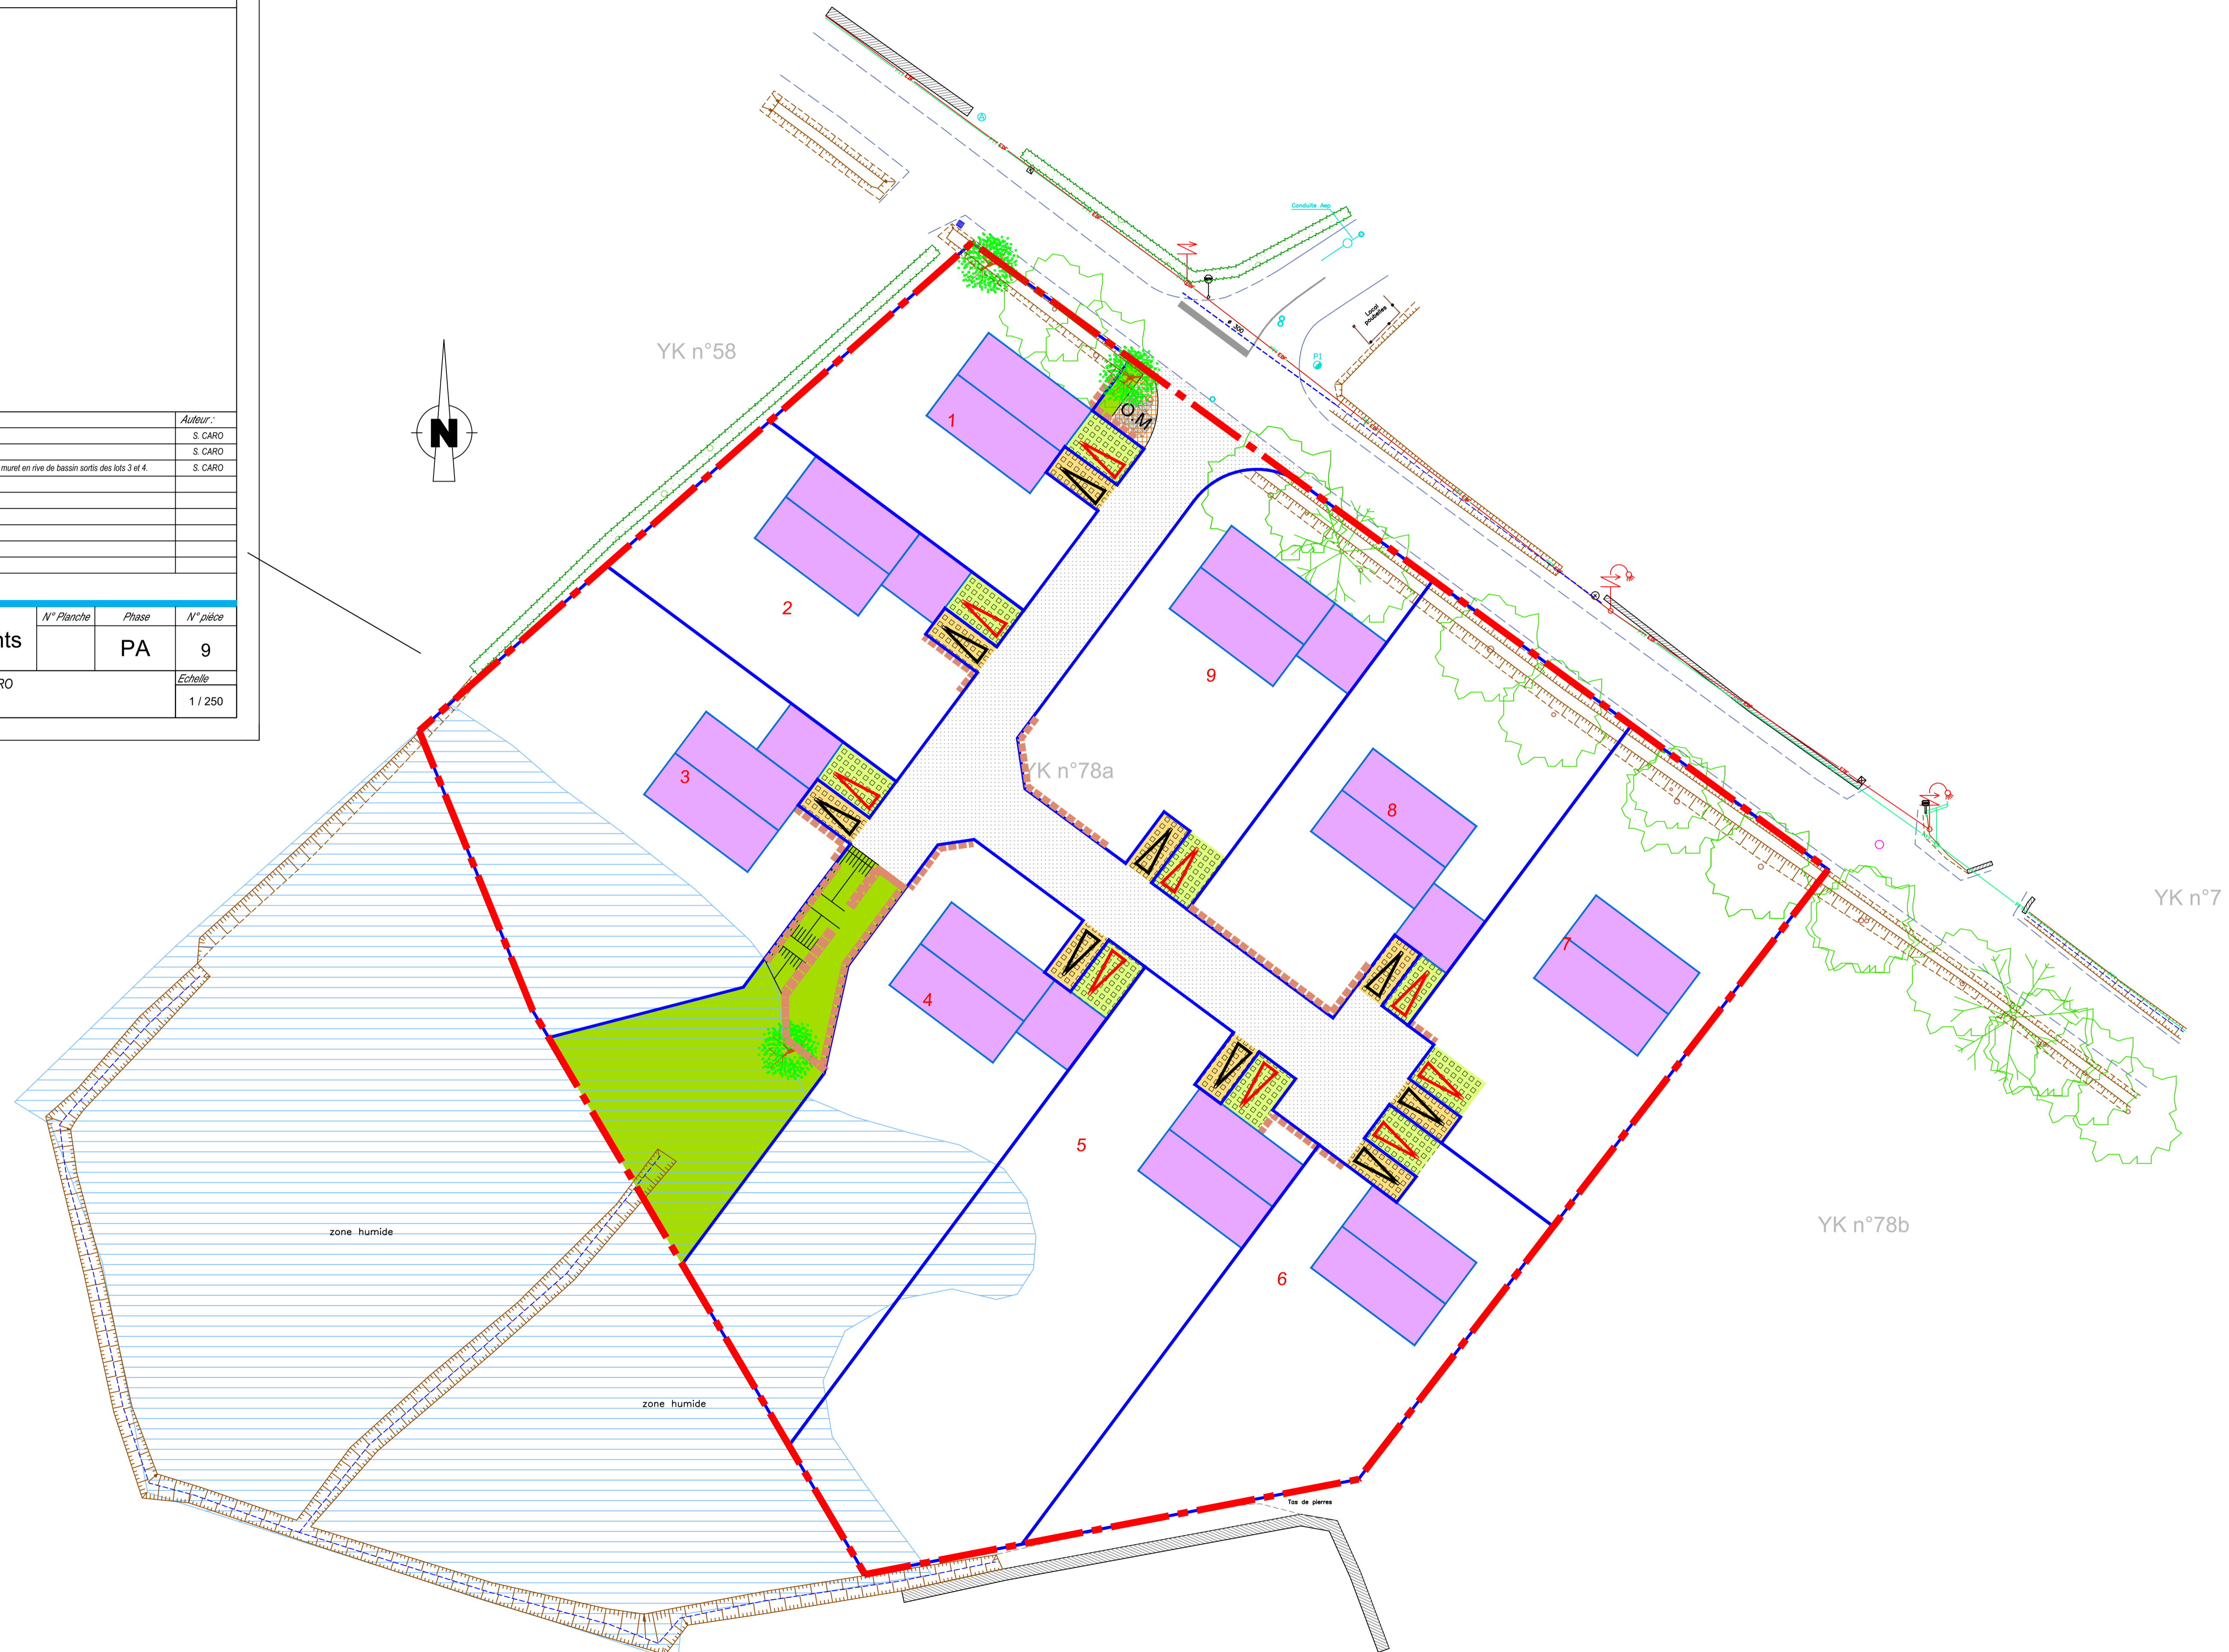 Auteur :
S. CARO
S. CARO
muret en rive de bassin sortis des lots 3 et 4.
S. CARO
N° Planche
Phase
N° pièce
nts
PA
9
RO
Echelle
1 / 250
N
YK n°58
Conduite Aep
Local
poubelles
ø 300
P1
A
O.M
1
2
3
4
5
6
7
8
9
YK n°78a
YK n°7
YK n°78b
zone humide
zone humide
Tas de pierres